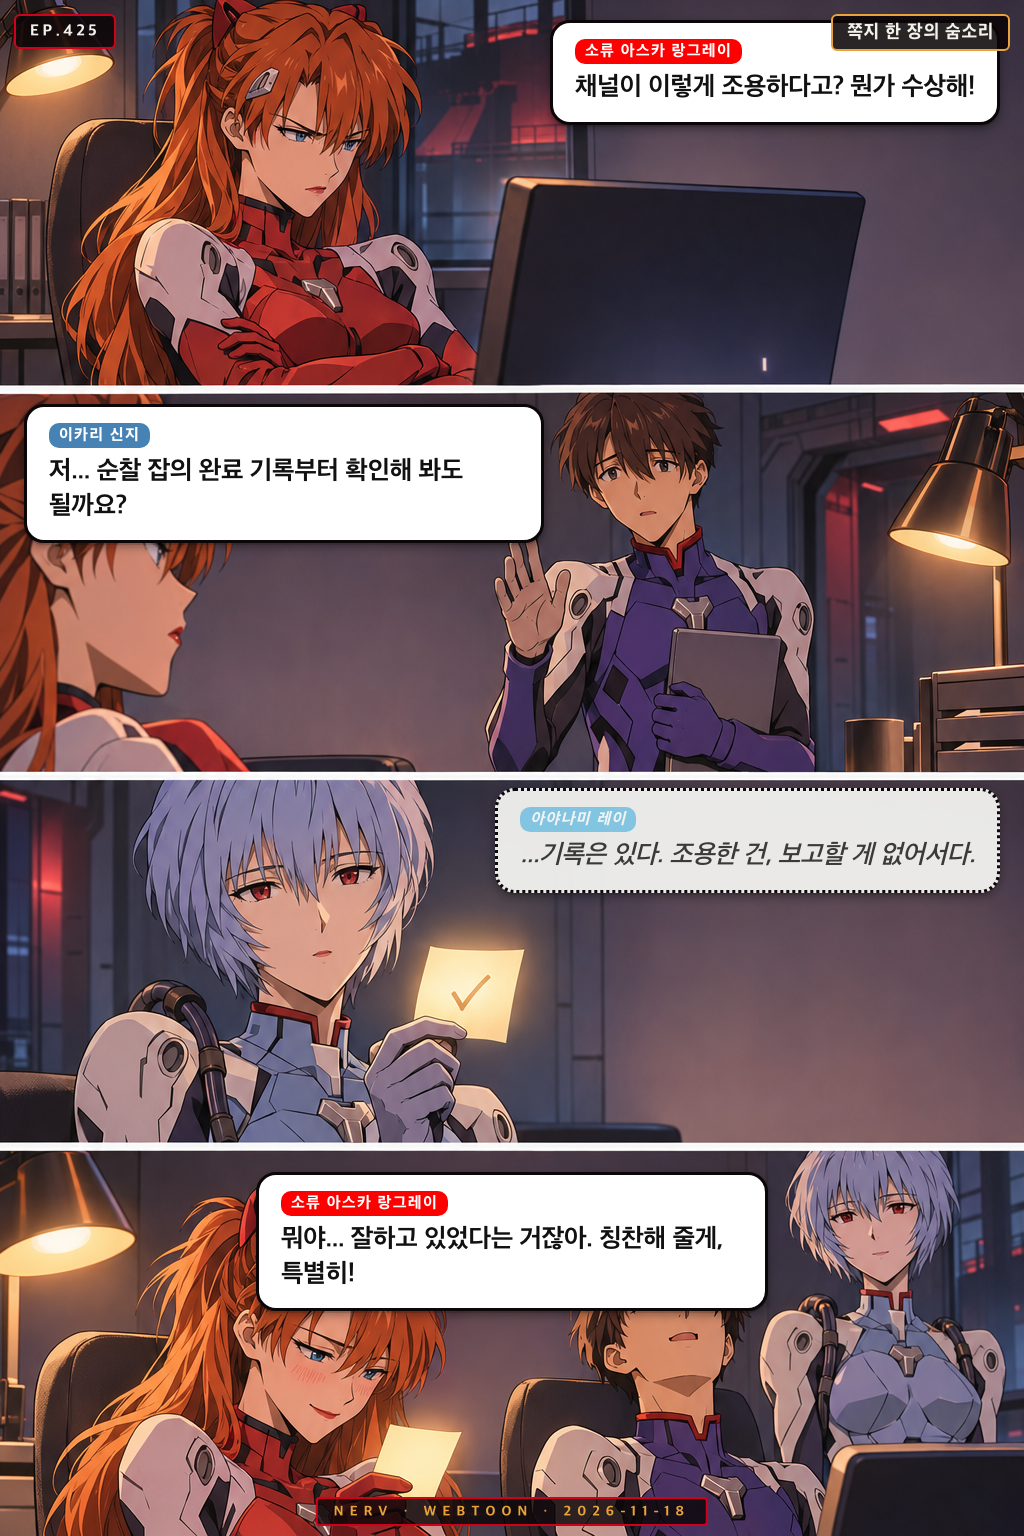 EP.425
쪽지 한 장의 숨소리
소류 아스카 랑그레이
채널이 이렇게 조용하다고? 뭔가 수상해!
이카리 신지
저... 순찰 잡의 완료 기록부터 확인해 봐도
될까요?
아야나미 레이
...기록은 있다. 조용한 건, 보고할 게 없어서다.
소류 아스카 랑그레이
뭐야... 잘하고 있었다는 거잖아. 칭찬해 줄게,
특별히!
NERV · WEBTOON · 2026-11-18